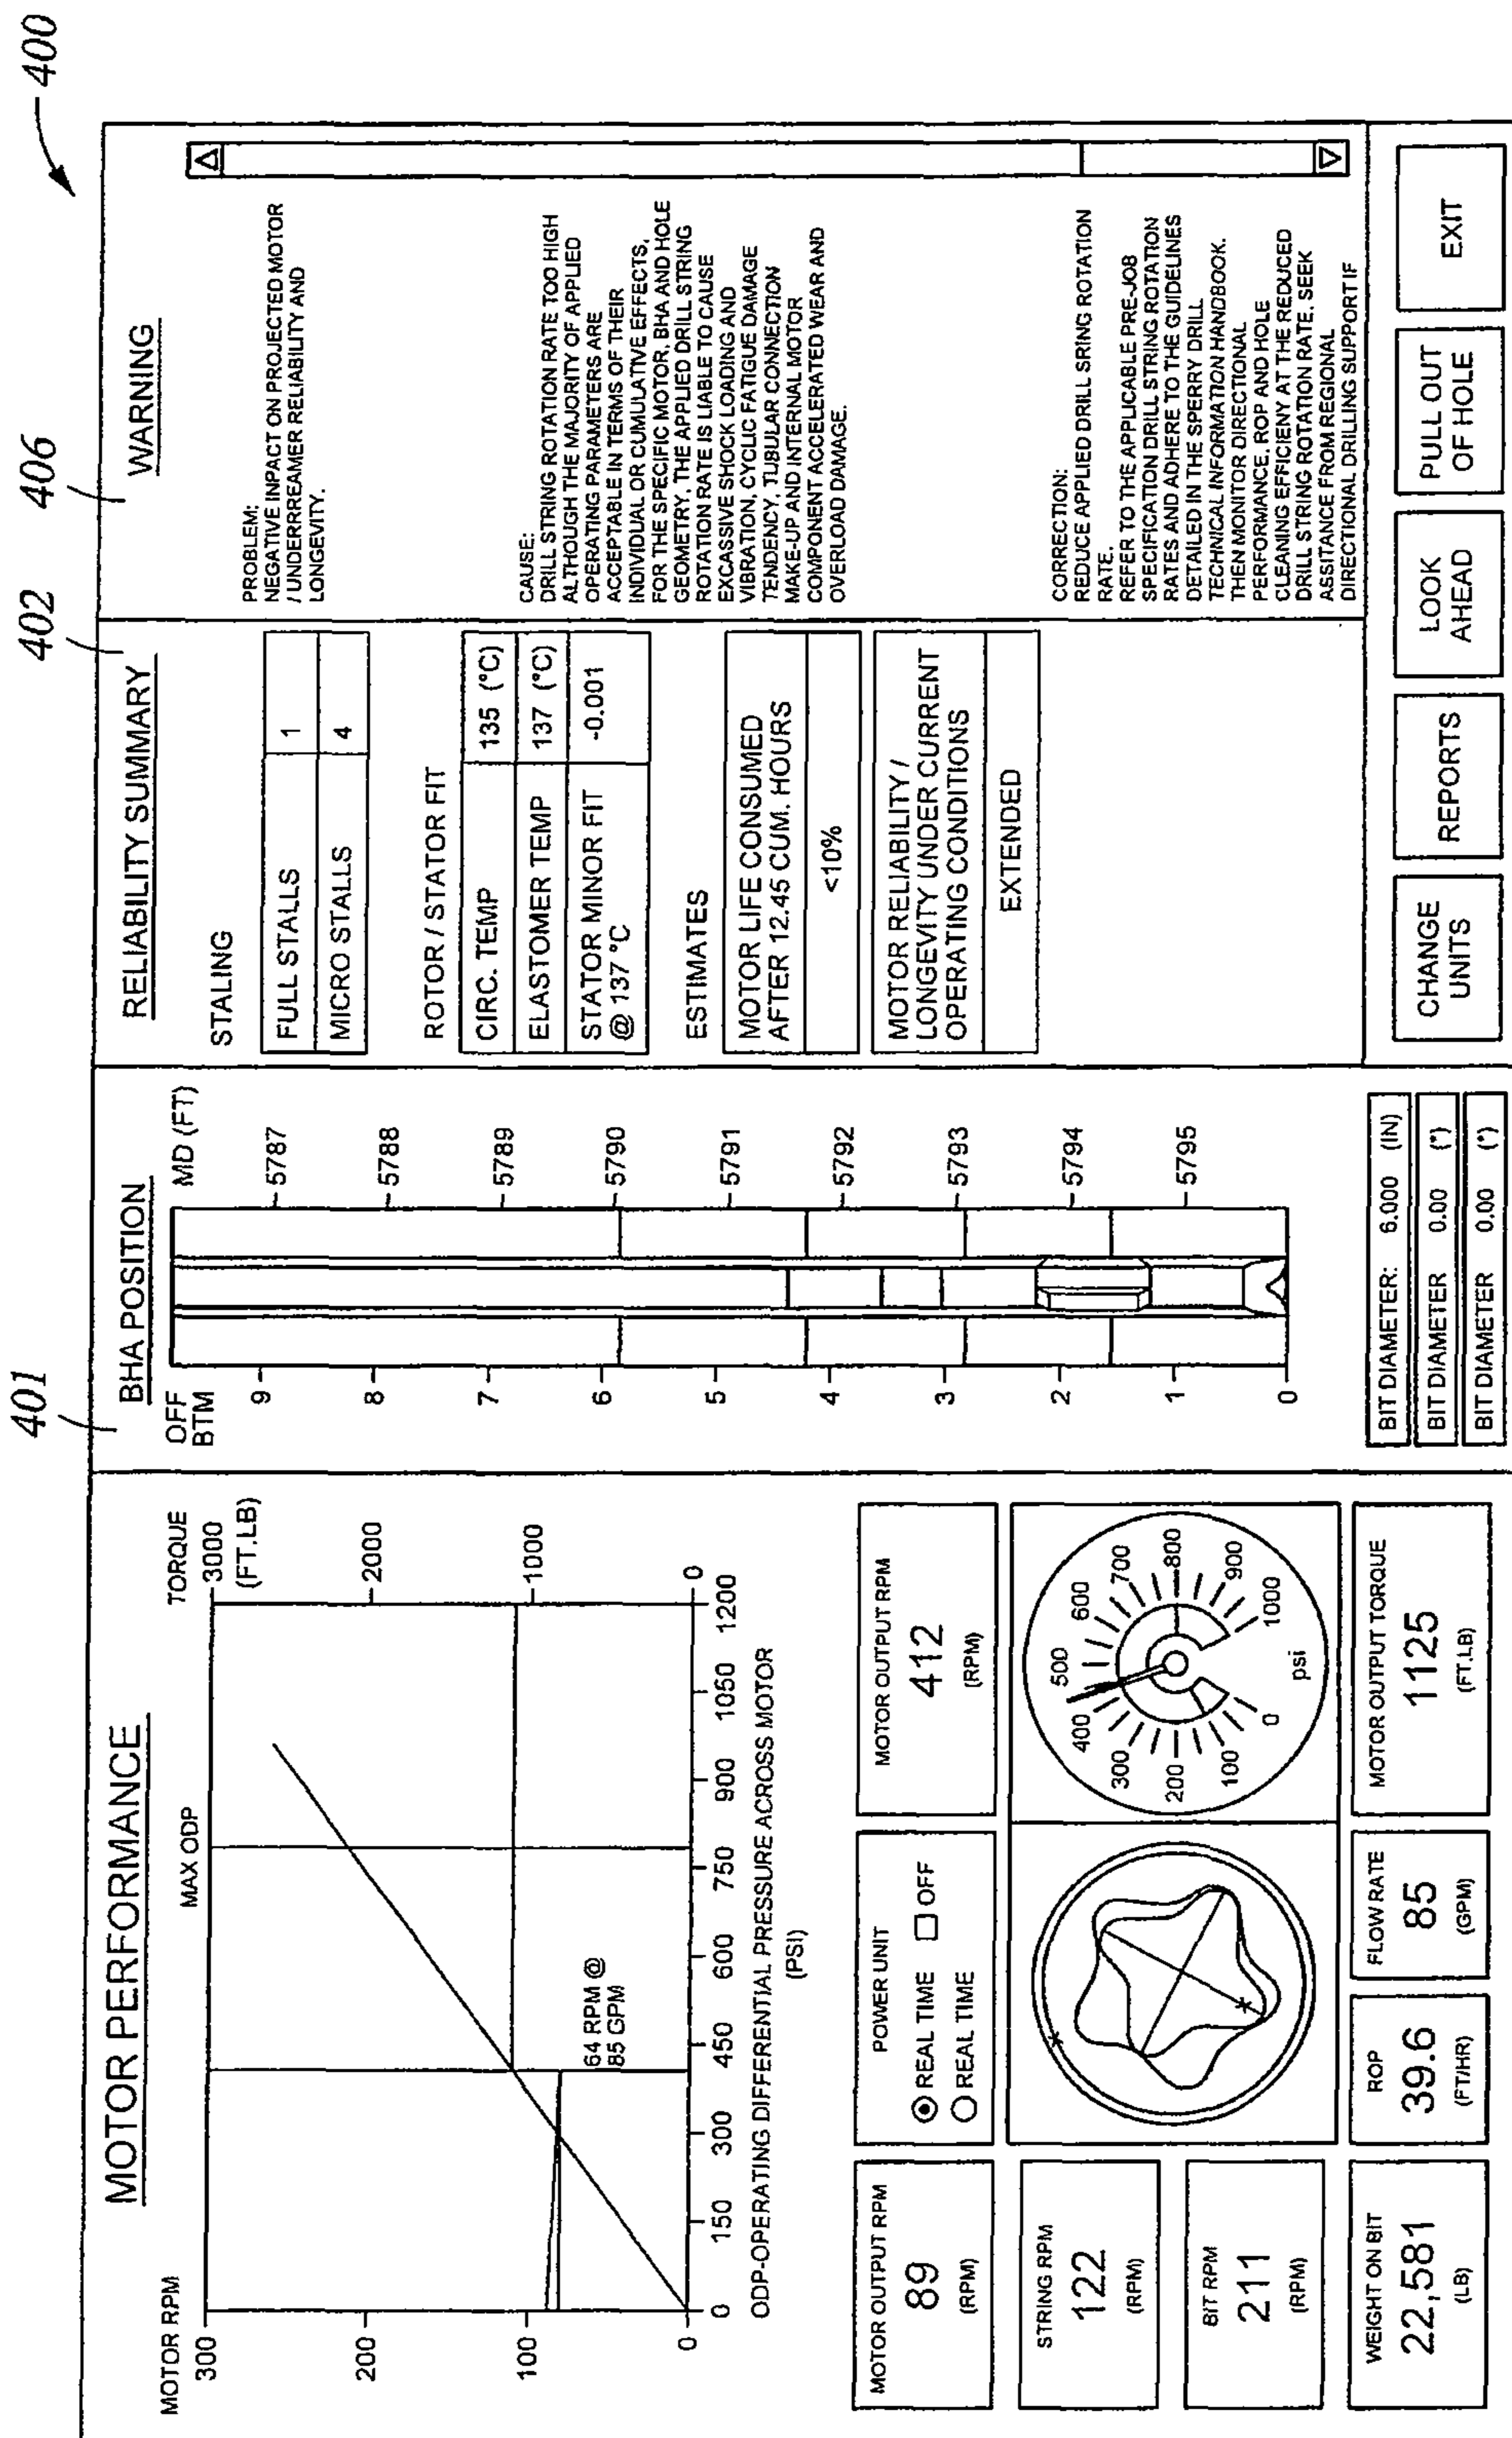 400
401
402
406
MOTOR PERFORMANCE
MOTOR RPM
MAX ODP
TORQUE
300
200
100
0
3000
(FT.LB)
2000
1000
0
64 RPM @
85 GPM
0 150 300 450 600 750 900 1050 1200
ODP-OPERATING DIFFERENTIAL PRESSURE ACROSS MOTOR
(PSI)
MOTOR OUTPUT RPM
89
(RPM)
POWER UNIT
REAL TIME OFF
REAL TIME
MOTOR OUTPUT RPM
412
(RPM)
STRING RPM
122
(RPM)
BIT RPM
211
(RPM)
0
100
200
300
400
500
600
700
800
900
1000
psi
WEIGHT ON BIT
22,581
(LB)
ROP
39.6
(FT/HR)
FLOW RATE
85
(GPM)
MOTOR OUTPUT TORQUE
1125
(FT.LB)
BHA POSITION
OFF
BTM
MD (FT)
9
8
7
6
5
4
3
2
1
0
5787
5788
5789
5790
5791
5792
5793
5794
5795
BIT DIAMETER: 6.000 (IN)
BIT DIAMETER 0.00 (°)
BIT DIAMETER 0.00 (°)
RELIABILITY SUMMARY
STALING
FULL STALLS 1
MICRO STALLS 4
ROTOR / STATOR FIT
CIRC. TEMP 135 (°C)
ELASTOMER TEMP 137 (°C)
STATOR MINOR FIT -0.001
@ 137 °C
ESTIMATES
MOTOR LIFE CONSUMED
AFTER 12.45 CUM. HOURS
<10%
MOTOR RELIABILITY /
LONGEVITY UNDER CURRENT
OPERATING CONDITIONS
EXTENDED
WARNING
PROBLEM:
NEGATIVE INPACT ON PROJECTED MOTOR
/ UNDERRREAMER RELIABILITY AND
LONGEVITY.
CAUSE:
DRILL STRING ROTATION RATE TOO HIGH
ALTHOUGH THE MAJORITY OF APPLIED
OPERATING PARAMETERS ARE
ACCEPTABLE IN TERMS OF THEIR
INDIVIDUAL OR CUMULATIVE EFFECTS,
FOR THE SPECIFIC MOTOR, BHA AND HOLE
GEOMETRY, THE APPLIED DRILL STRING
ROTATION RATE IS LIABLE TO CAUSE
EXCASSIVE SHOCK LOADING AND
VIBRATION, CYCLIC FATIGUE DAMAGE
TENDENCY, TUBULAR CONNECTION
MAKE-UP AND INTERNAL MOTOR
COMPONENT ACCELERATED WEAR AND
OVERLOAD DAMAGE.
CORRECTION:
REDUCE APPLIED DRILL SRING ROTATION
RATE.
REFER TO THE APPLICABLE PRE-JOB
SPECIFICATION DRILL STRING ROTATION
RATES AND ADHERE TO THE GUIDELINES
DETAILED IN THE SPERRY DRILL
TECHNICAL INFORMATION HANDBOOK.
THEN MONITOR DIRECTIONAL
PERFORMANCE, ROP AND HOLE
CLEANING EFFICIENY AT THE REDUCED
DRILL STRING ROTATION RATE. SEEK
ASSITANCE FROM REGIONAL
DIRECTIONAL DRILLING SUPPORT IF
CHANGE
UNITS
REPORTS
LOOK
AHEAD
PULL OUT
OF HOLE
EXIT